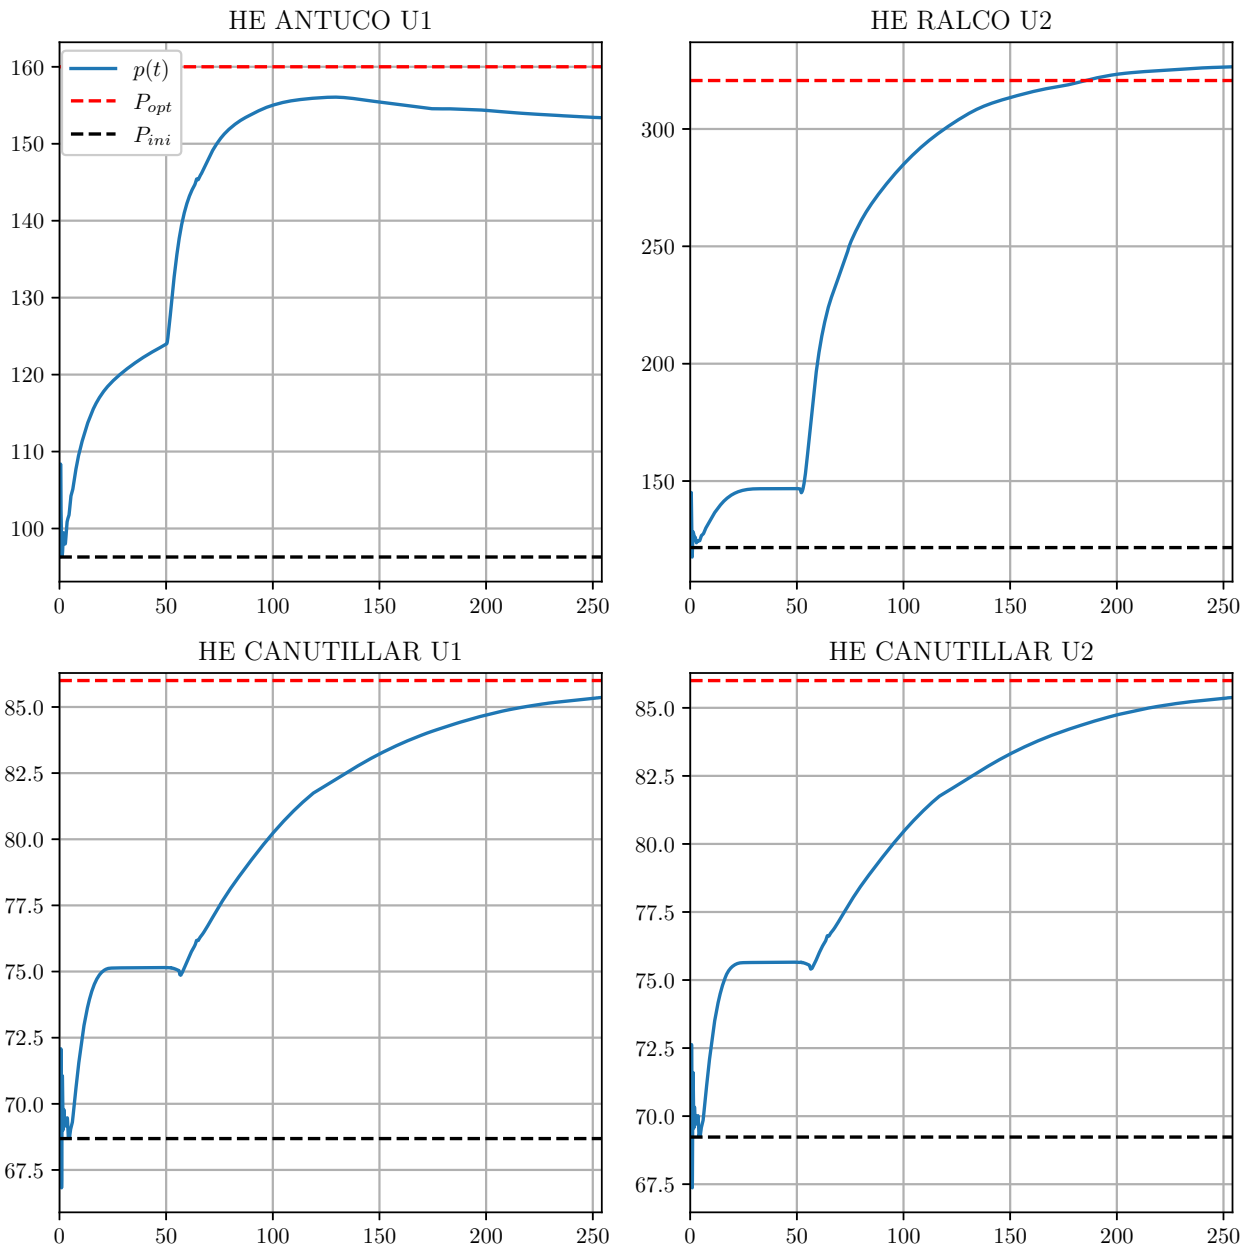 HE ANTUCO U1
HE RALCO U2
160
150
140
130
120
110
100
p(t)
P_opt
P_ini
0 50 100 150 200 250
300
250
200
150
0 50 100 150 200 250
HE CANUTILLAR U1
HE CANUTILLAR U2
85.0
82.5
80.0
77.5
75.0
72.5
70.0
67.5
0 50 100 150 200 250
85.0
82.5
80.0
77.5
75.0
72.5
70.0
67.5
0 50 100 150 200 250